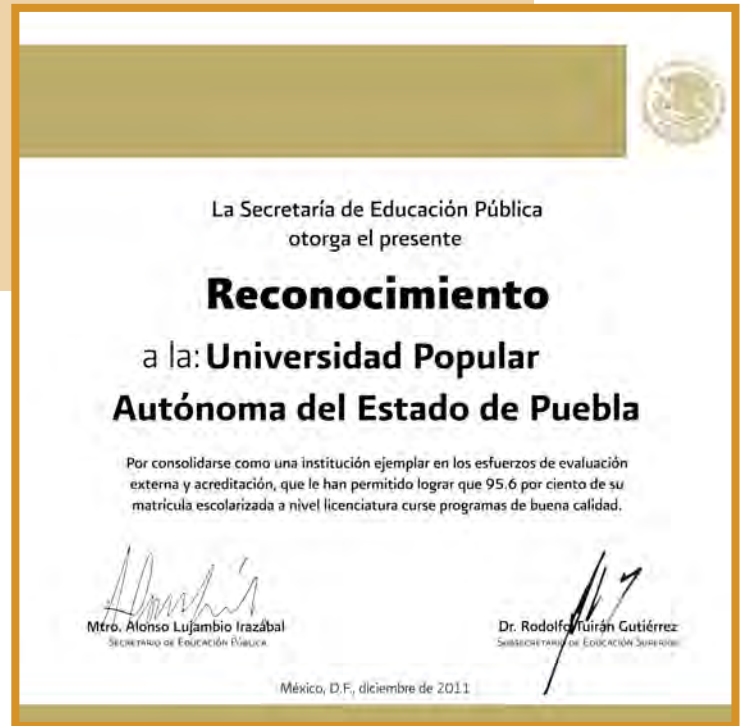 La Secretaría de Educación Pública
otorga el presente
Reconocimiento
a la: Universidad Popular
Autónoma del Estado de Puebla
Por consolidarse como una institución ejemplar en los esfuerzos de evaluación
externa y acreditación, que le han permitido lograr que 95.6 por ciento de su
matrícula escolarizada a nivel licenciatura curse programas de buena calidad.
Mtro. Alonso Lujambio Irazábal
Secretario de Educación Pública
Dr. Rodolfo Tuirán Gutiérrez
Subsecretario de Educación Superior
México, D.F., diciembre de 2011